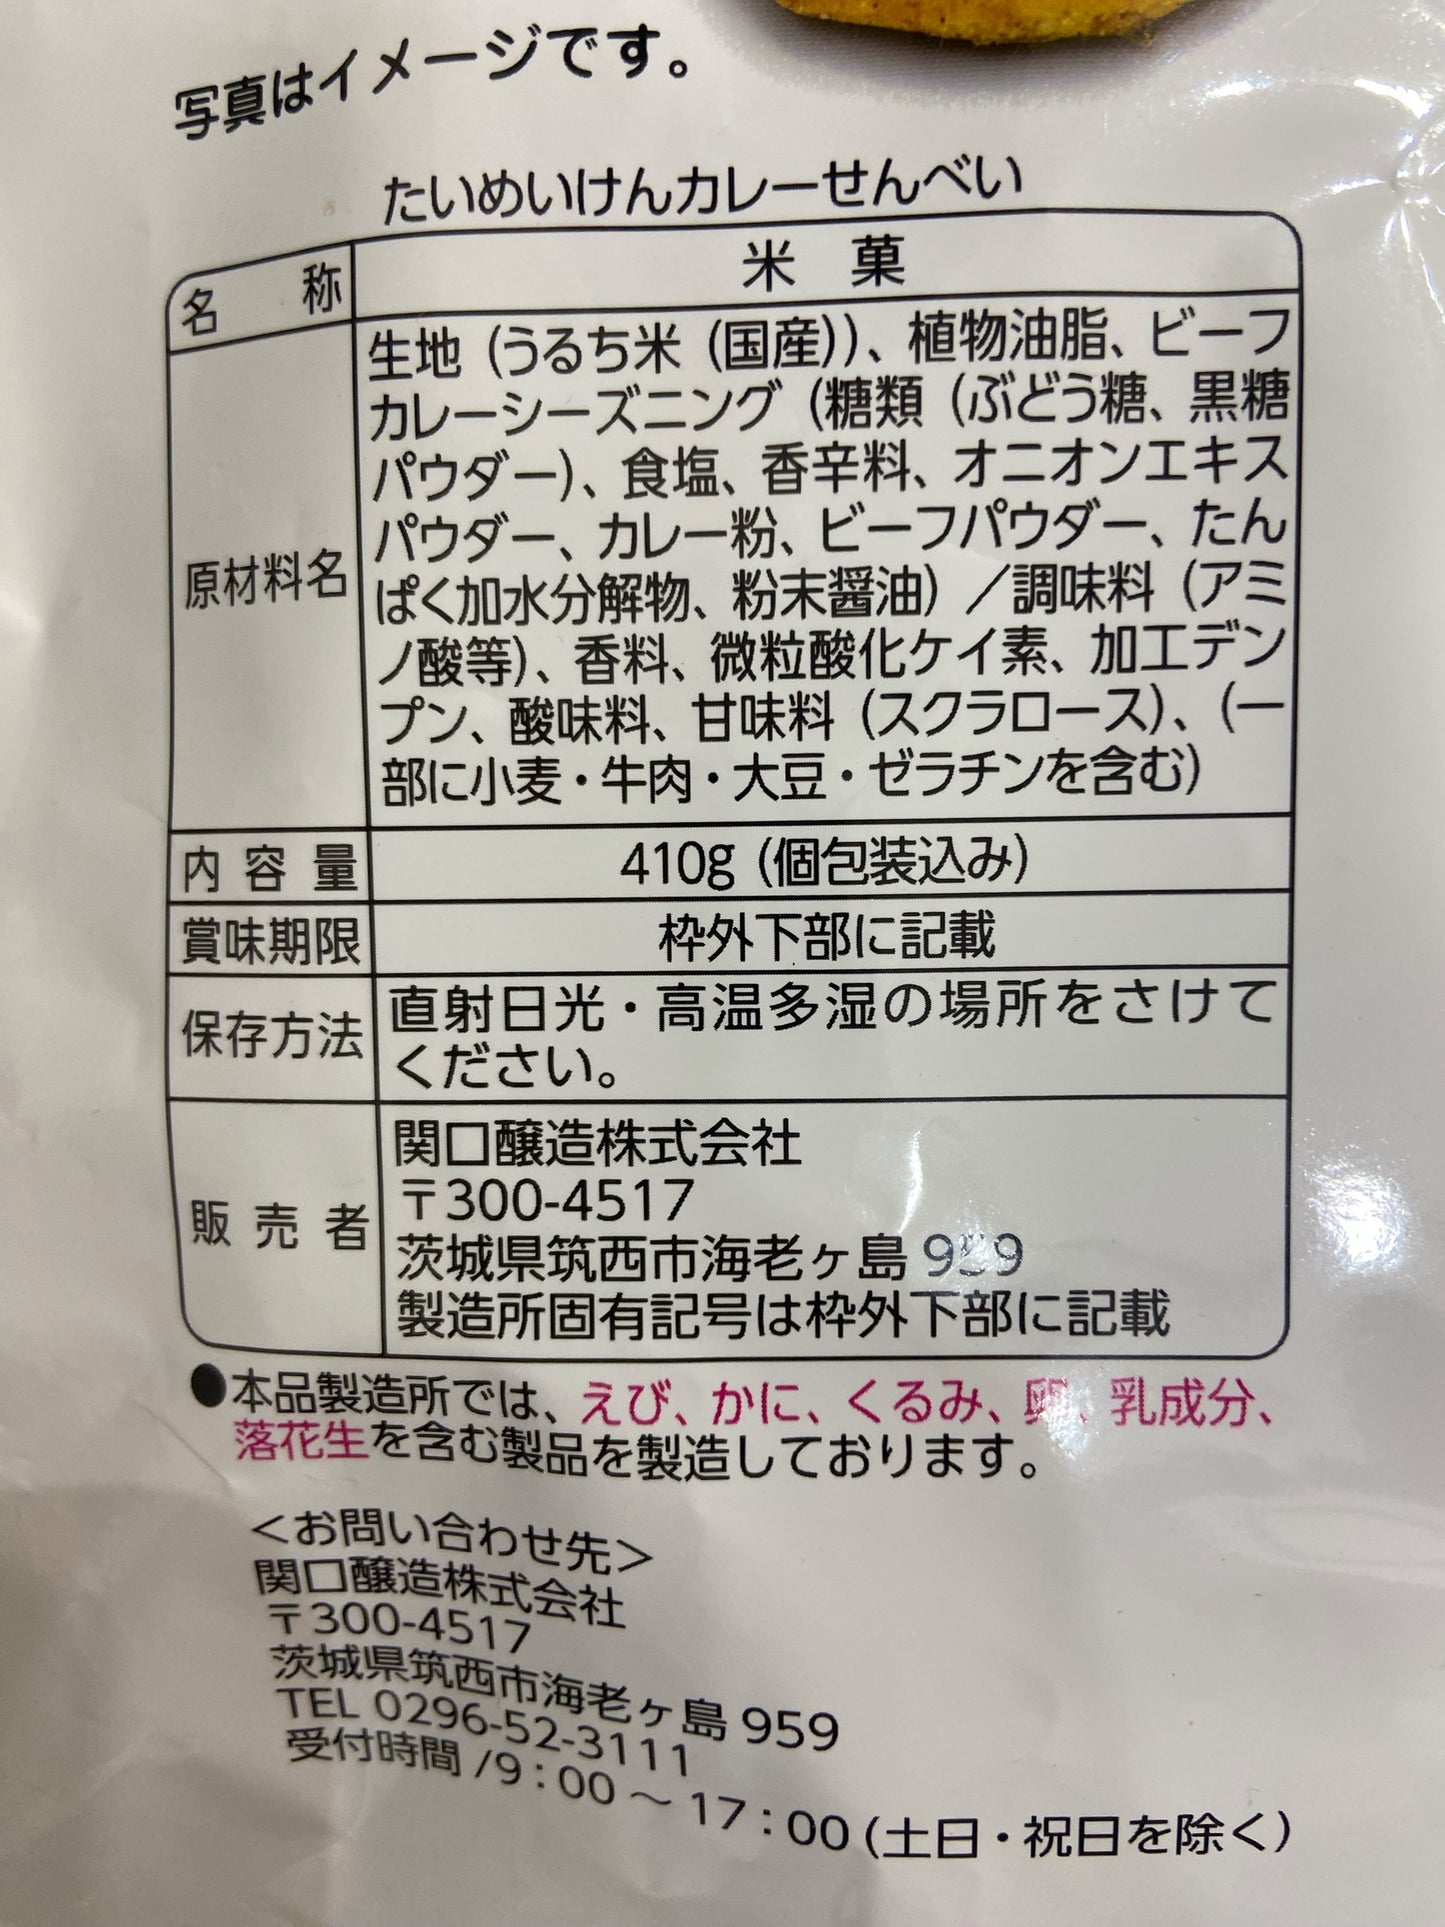 写真はイメージです。
たいめいけんカレーせんべい
名称 米菓
原材料名
生地（うるち米（国産））、植物油脂、ビーフ
カレーシーズニング（糖類（ぶどう糖、黒糖
パウダー）、食塩、香辛料、オニオンエキス
パウダー、カレー粉、ビーフパウダー、たん
ぱく加水分解物、粉末醤油）／調味料（アミ
ノ酸等）、香料、微粒酸化ケイ素、加工デン
プン、酸味料、甘味料（スクラロース）、（一
部に小麦・牛肉・大豆・ゼラチンを含む）
内容量 410g（個包装込み）
賞味期限 枠外下部に記載
保存方法
直射日光・高温多湿の場所をさけて
ください。
販売者
関口醸造株式会社
〒300-4517
茨城県筑西市海老ヶ島959
製造所固有記号は枠外下部に記載
●本品製造所では、えび、かに、くるみ、卵、乳成分、
落花生を含む製品を製造しております。
＜お問い合わせ先＞
関口醸造株式会社
〒300-4517
茨城県筑西市海老ヶ島959
TEL 0296-52-3111
受付時間/9：00～17：00（土日・祝日を除く）